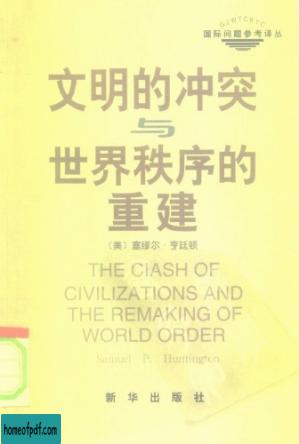 GJWTCKYC
国际问题参考译丛
文明的冲突
与
世界秩序的
重建
(美) 塞缪尔·亨廷顿
THE CIASH OF
CIVILIZATIONS AND
THE REMAKING OF
WORLD ORDER
Samuel P. Huntington
新华出版社
homeofpdf.com